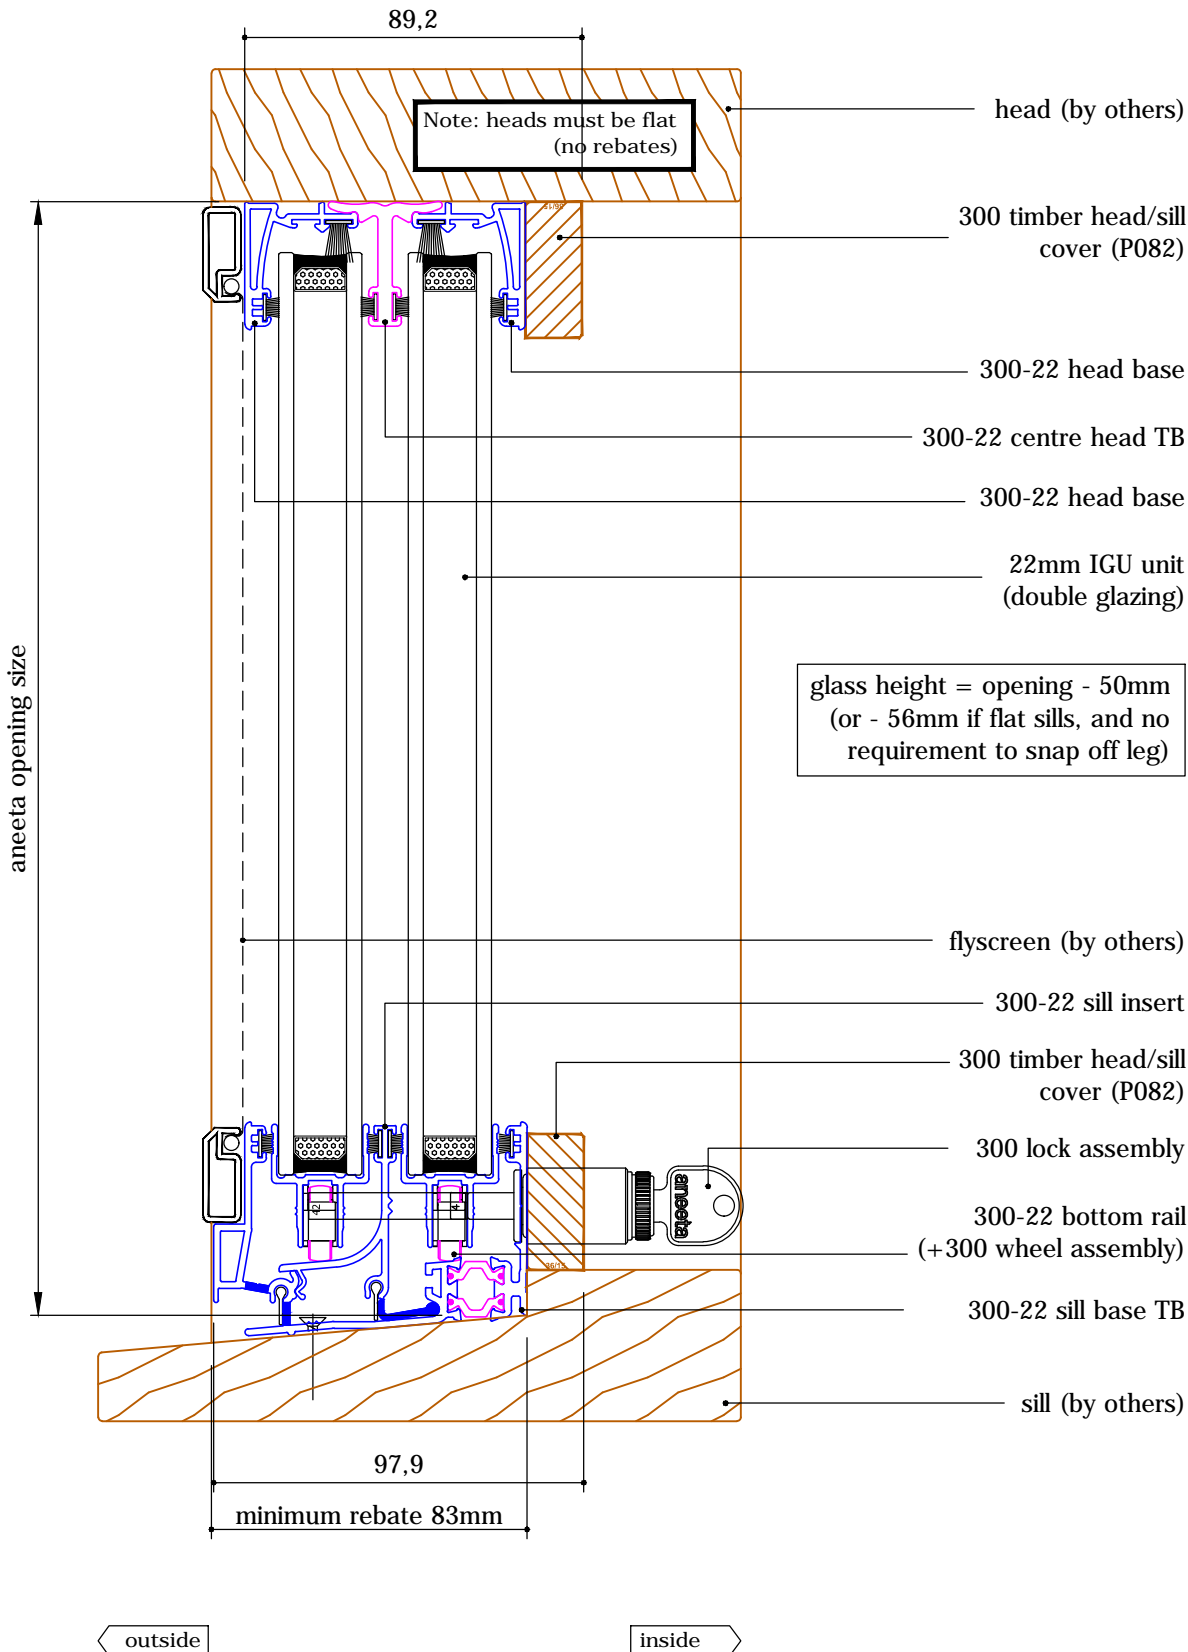 89,2
head (by others)
Note: heads must be flat
(no rebates)
300 timber head/sill
cover (P082)
300-22 head base
300-22 centre head TB
300-22 head base
22mm IGU unit
(double glazing)
aneeta opening size
glass height = opening - 50mm
(or - 56mm if flat sills, and no
requirement to snap off leg)
flyscreen (by others)
300-22 sill insert
300 timber head/sill
cover (P082)
300 lock assembly
aneeta
300-22 bottom rail
(+300 wheel assembly)
42
4
300-22 sill base TB
sill (by others)
97,9
minimum rebate 83mm
outside
inside